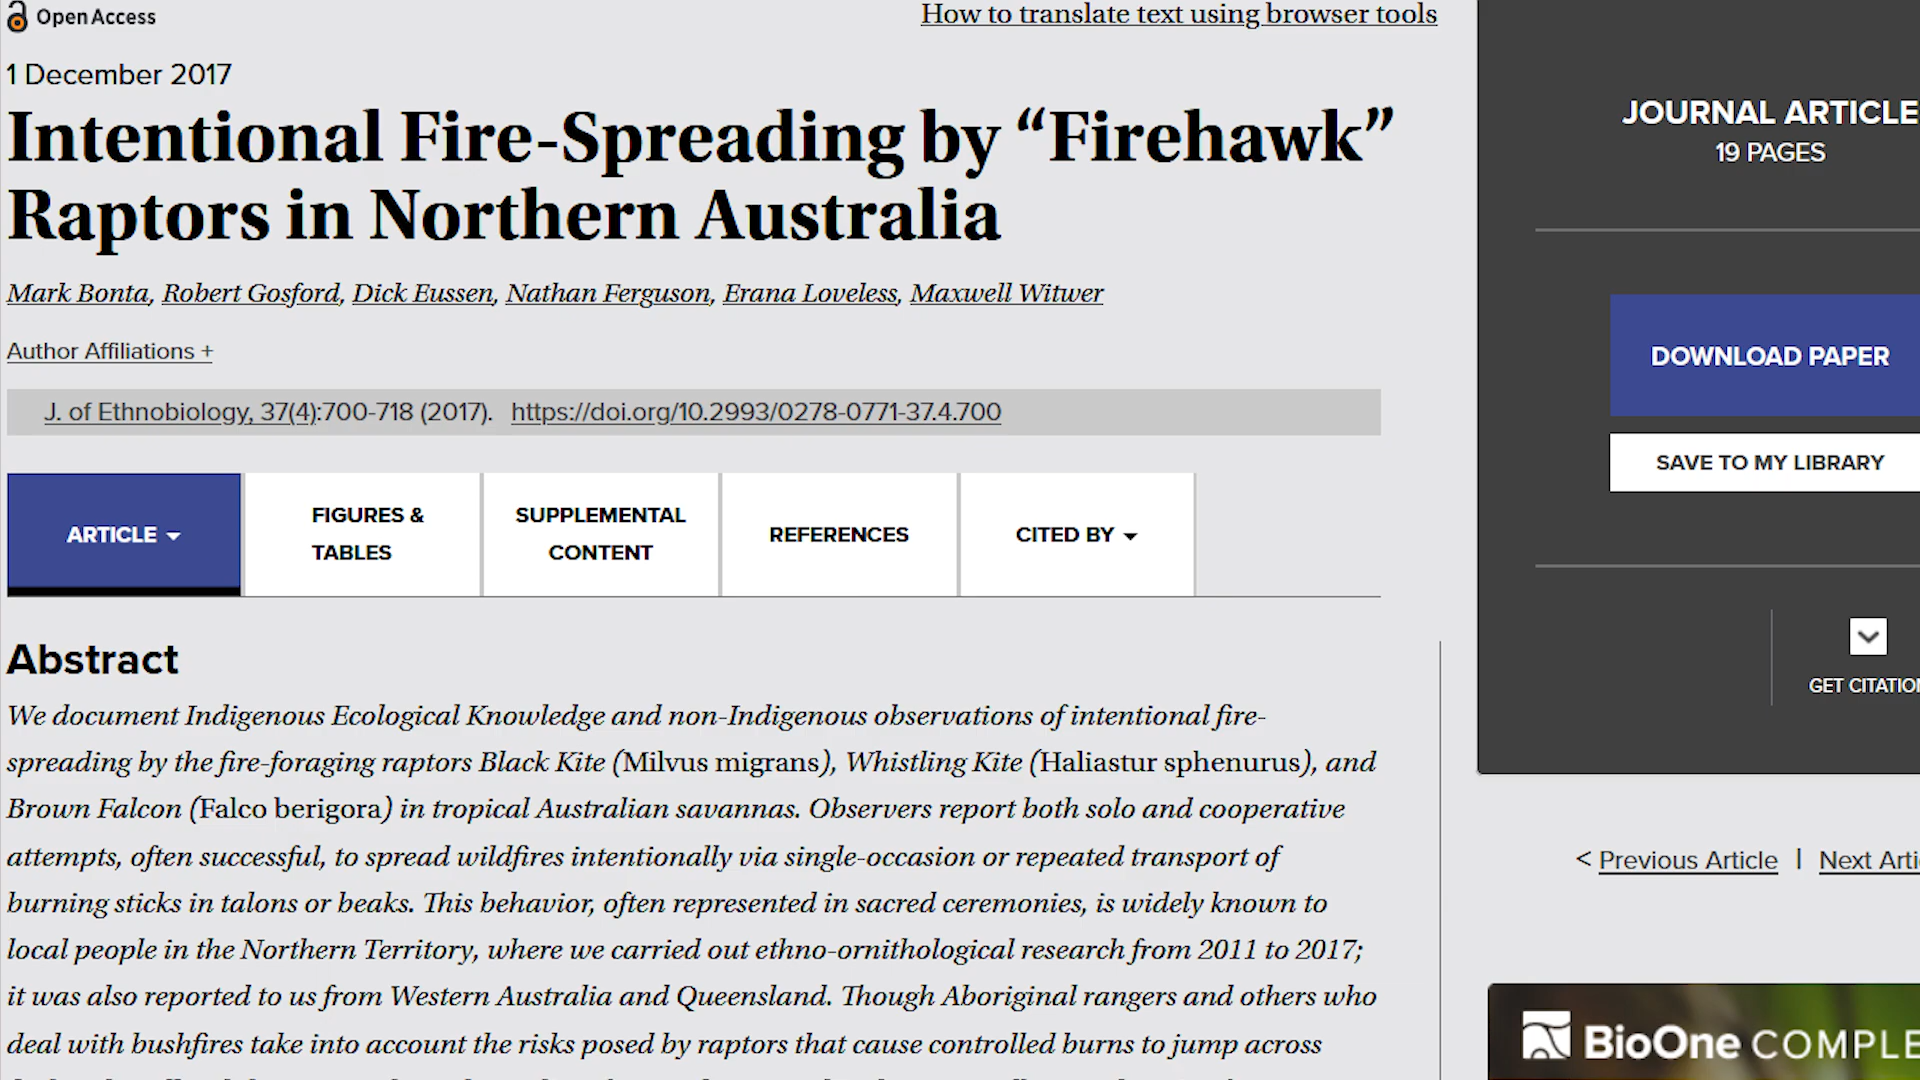 Open Access
How to translate text using browser tools
1 December 2017
Intentional Fire-Spreading by “Firehawk”
Raptors in Northern Australia
Mark Bonta, Robert Gosford, Dick Eussen, Nathan Ferguson, Erana Loveless, Maxwell Witwer
Author Affiliations +
J. of Ethnobiology, 37(4):700-718 (2017). https://doi.org/10.2993/0278-0771-37.4.700
ARTICLE
FIGURES &
TABLES
SUPPLEMENTAL
CONTENT
REFERENCES
CITED BY
Abstract
We document Indigenous Ecological Knowledge and non-Indigenous observations of intentional fire-
spreading by the fire-foraging raptors Black Kite (Milvus migrans), Whistling Kite (Haliastur sphenurus), and
Brown Falcon (Falco berigora) in tropical Australian savannas. Observers report both solo and cooperative
attempts, often successful, to spread wildfires intentionally via single-occasion or repeated transport of
burning sticks in talons or beaks. This behavior, often represented in sacred ceremonies, is widely known to
local people in the Northern Territory, where we carried out ethno-ornithological research from 2011 to 2017;
it was also reported to us from Western Australia and Queensland. Though Aboriginal rangers and others who
deal with bushfires take into account the risks posed by raptors that cause controlled burns to jump across
JOURNAL ARTICLE
19 PAGES
DOWNLOAD PAPER
SAVE TO MY LIBRARY
GET CITATION
< Previous Article | Next Arti
BioOne COMPLE